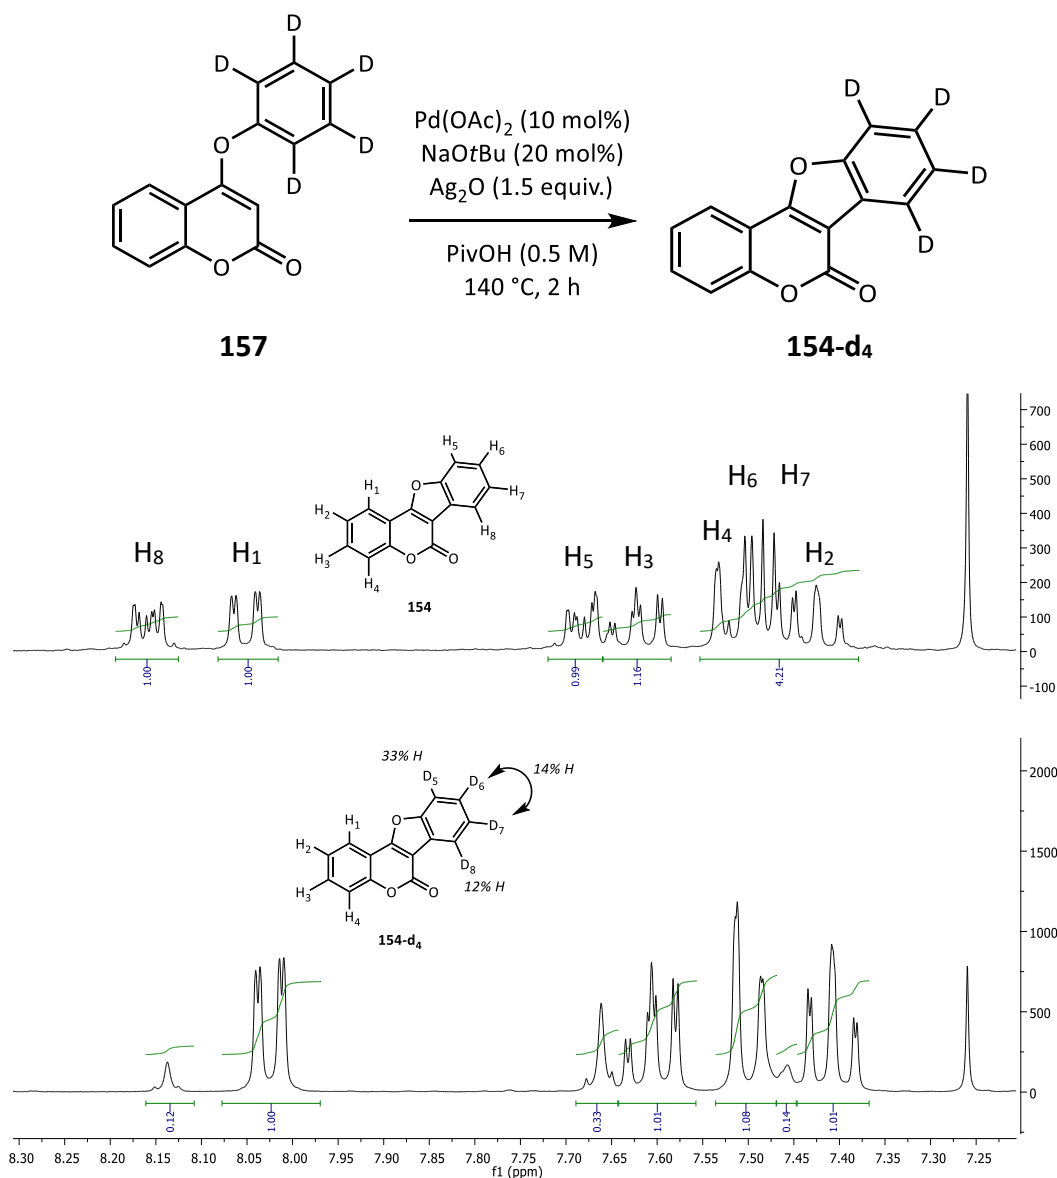 D
D
D
D
D
O
O
O
157
Pd(OAc)2 (10 mol%)
NaOtBu (20 mol%)
Ag2O (1.5 equiv.)
PivOH (0.5 M)
140 °C, 2 h
D
D
D
D
O
O
O
154-d4
H8
H1
H5
H3
H4
H6
H7
H2
H1
H2
H3
H4
H5
H6
H7
H8
O
O
O
154
1.00
1.00
0.99
1.16
4.21
700
600
500
400
300
200
100
0
-100
33% H
14% H
12% H
D5
D6
D7
D8
H1
H2
H3
H4
O
O
O
154-d4
0.12
1.00
0.33
1.01
1.08
0.14
1.01
2000
1500
1000
500
0
8.30 8.25 8.20 8.15 8.10 8.05 8.00 7.95 7.90 7.85 7.80 7.75 7.70 7.65 7.60 7.55 7.50 7.45 7.40 7.35 7.30 7.25
f1 (ppm)